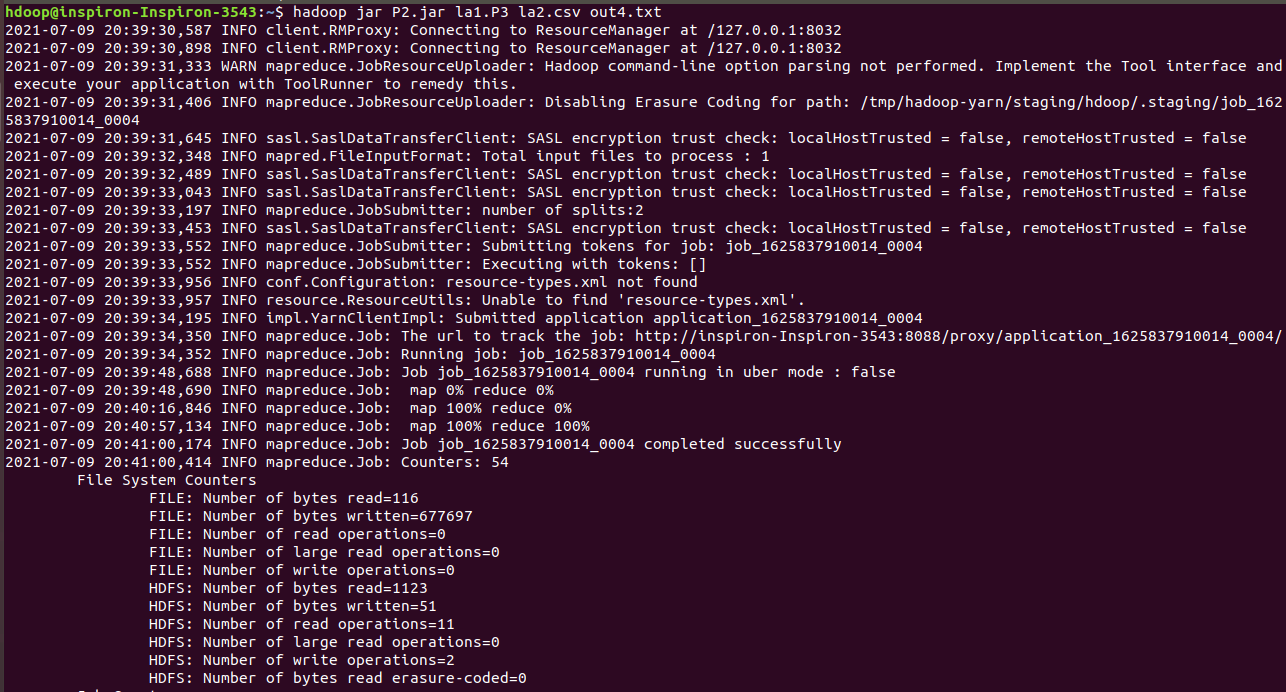 hdoop@inspiron-Inspiron-3543:~$ hadoop jar P2.jar la1.P3 la2.csv out4.txt
2021-07-09 20:39:30,587 INFO client.RMProxy: Connecting to ResourceManager at /127.0.0.1:8032
2021-07-09 20:39:30,898 INFO client.RMProxy: Connecting to ResourceManager at /127.0.0.1:8032
2021-07-09 20:39:31,333 WARN mapreduce.JobResourceUploader: Hadoop command-line option parsing not performed. Implement the Tool interface and
 execute your application with ToolRunner to remedy this.
2021-07-09 20:39:31,406 INFO mapreduce.JobResourceUploader: Disabling Erasure Coding for path: /tmp/hadoop-yarn/staging/hdoop/.staging/job_162
5837910014_0004
2021-07-09 20:39:31,645 INFO sasl.SaslDataTransferClient: SASL encryption trust check: localHostTrusted = false, remoteHostTrusted = false
2021-07-09 20:39:32,348 INFO mapred.FileInputFormat: Total input files to process : 1
2021-07-09 20:39:32,489 INFO sasl.SaslDataTransferClient: SASL encryption trust check: localHostTrusted = false, remoteHostTrusted = false
2021-07-09 20:39:33,043 INFO sasl.SaslDataTransferClient: SASL encryption trust check: localHostTrusted = false, remoteHostTrusted = false
2021-07-09 20:39:33,197 INFO mapreduce.JobSubmitter: number of splits:2
2021-07-09 20:39:33,453 INFO sasl.SaslDataTransferClient: SASL encryption trust check: localHostTrusted = false, remoteHostTrusted = false
2021-07-09 20:39:33,552 INFO mapreduce.JobSubmitter: Submitting tokens for job: job_1625837910014_0004
2021-07-09 20:39:33,552 INFO mapreduce.JobSubmitter: Executing with tokens: []
2021-07-09 20:39:33,956 INFO conf.Configuration: resource-types.xml not found
2021-07-09 20:39:33,957 INFO resource.ResourceUtils: Unable to find 'resource-types.xml'.
2021-07-09 20:39:34,195 INFO impl.YarnClientImpl: Submitted application application_1625837910014_0004
2021-07-09 20:39:34,350 INFO mapreduce.Job: The url to track the job: http://inspiron-Inspiron-3543:8088/proxy/application_1625837910014_0004/
2021-07-09 20:39:34,352 INFO mapreduce.Job: Running job: job_1625837910014_0004
2021-07-09 20:39:48,688 INFO mapreduce.Job: Job job_1625837910014_0004 running in uber mode : false
2021-07-09 20:39:48,690 INFO mapreduce.Job:  map 0% reduce 0%
2021-07-09 20:40:16,846 INFO mapreduce.Job:  map 100% reduce 0%
2021-07-09 20:40:57,134 INFO mapreduce.Job:  map 100% reduce 100%
2021-07-09 20:41:00,174 INFO mapreduce.Job: Job job_1625837910014_0004 completed successfully
2021-07-09 20:41:00,414 INFO mapreduce.Job: Counters: 54
File System Counters
FILE: Number of bytes read=116
FILE: Number of bytes written=677697
FILE: Number of read operations=0
FILE: Number of large read operations=0
FILE: Number of write operations=0
HDFS: Number of bytes read=1123
HDFS: Number of bytes written=51
HDFS: Number of read operations=11
HDFS: Number of large read operations=0
HDFS: Number of write operations=2
HDFS: Number of bytes read erasure-coded=0